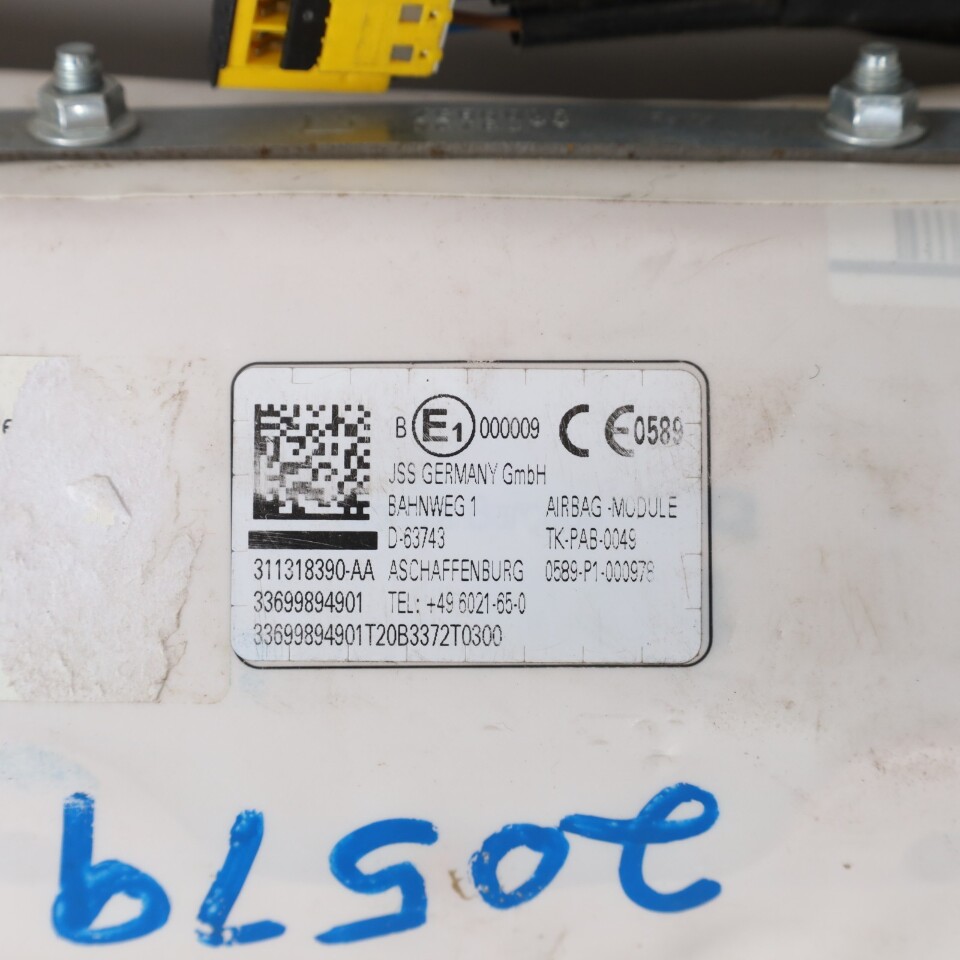 B E1 000009 CE 0589
JSS GERMANY GmbH
BAHNWEG 1 AIRBAG-MODULE
D-63743 TK-PAB-0049
311318390-AA ASCHAFFENBURG 0589-P1-000978
33699894901 TEL: +49 6021-65-0
33699894901T20B3372T0300
20579